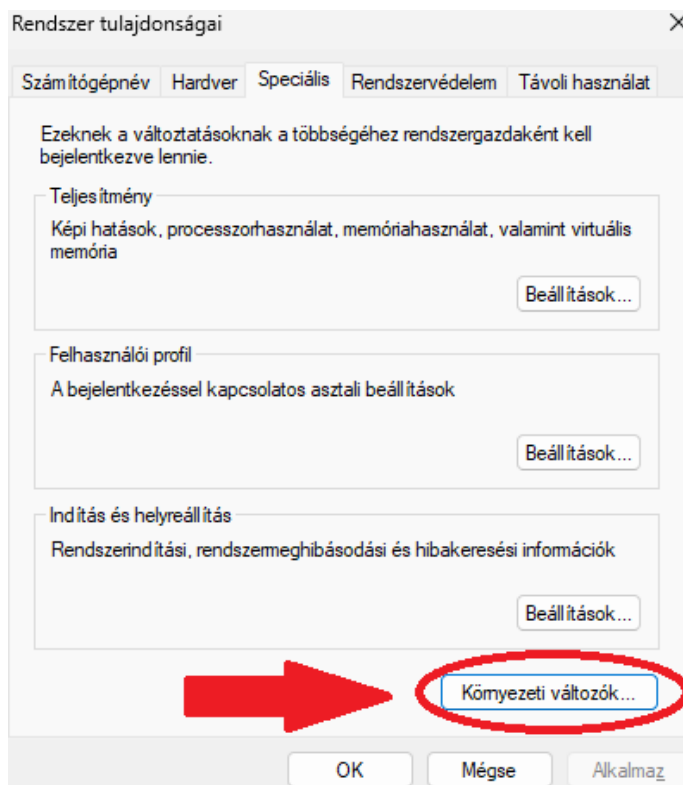 Rendszer tulajdonságai
Számítógépnév Hardver Speciális Rendszervédelem Távoli használat
Ezeknek a változtatásoknak a többségéhez rendszergazdaként kell
bejelentkezve lennie.
Teljesítmény
Képi hatások, processzorhasználat, memóriahasználat, valamint virtuális
memória
Beállítások...
Felhasználói profil
A bejelentkezéssel kapcsolatos asztali beállítások
Beállítások...
Indítás és helyreállítás
Rendszerindítási, rendszermeghibásodási és hibakeresési információk
Beállítások...
Környezeti változók...
OK Mégse Alkalmaz